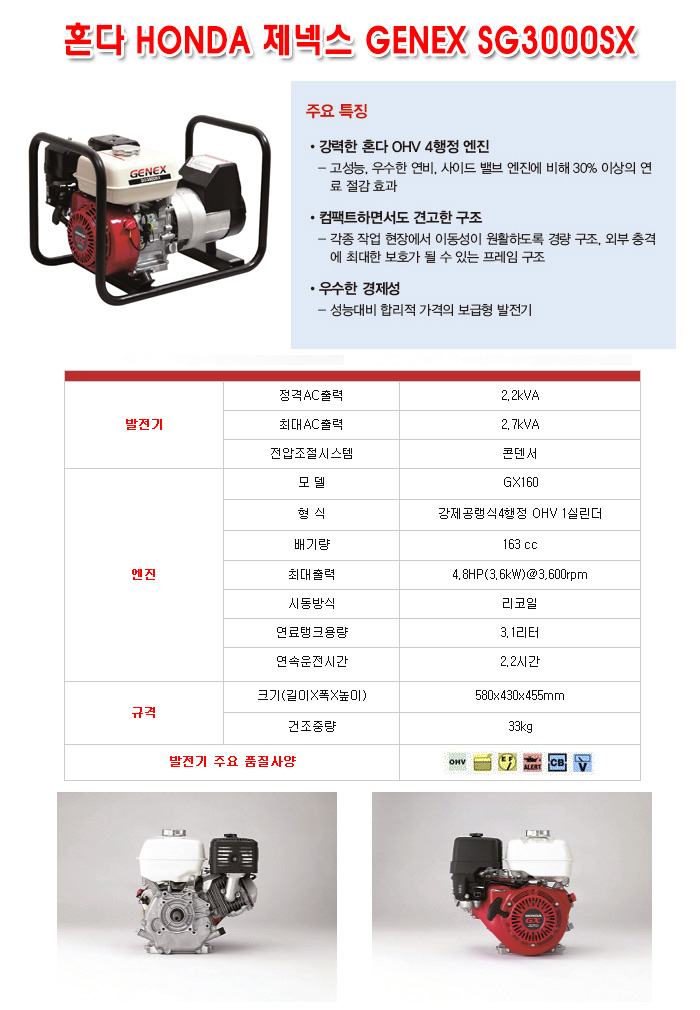 혼다 HONDA 제넥스 GENEX SG3000SX
GENEX
주요 특징
• 강력한 혼다 OHV 4행정 엔진
– 고성능, 우수한 연비, 사이드 밸브 엔진에 비해 30% 이상의 연
료 절감 효과
• 컴팩트하면서도 견고한 구조
– 각종 작업 현장에서 이동성이 원활하도록 경량 구조, 외부 충격
에 최대한 보호가 될 수 있는 프레임 구조
• 우수한 경제성
– 성능대비 합리적 가격의 보급형 발전기
발전기
정격AC출력 2.2kVA
최대AC출력 2.7kVA
전압조절시스템 콘덴서
엔진
모 델 GX160
형 식 강제공랭식4행정 OHV 1실린더
배기량 163 cc
최대출력 4.8HP(3.6kW)@3,600rpm
시동방식 리코일
연료탱크용량 3.1리터
연속운전시간 2.2시간
규격
크기(길이X폭X높이) 580x430x455mm
건조중량 33kg
발전기 주요 품질사양 OHV EF ALERT CB V
HONDA
GX